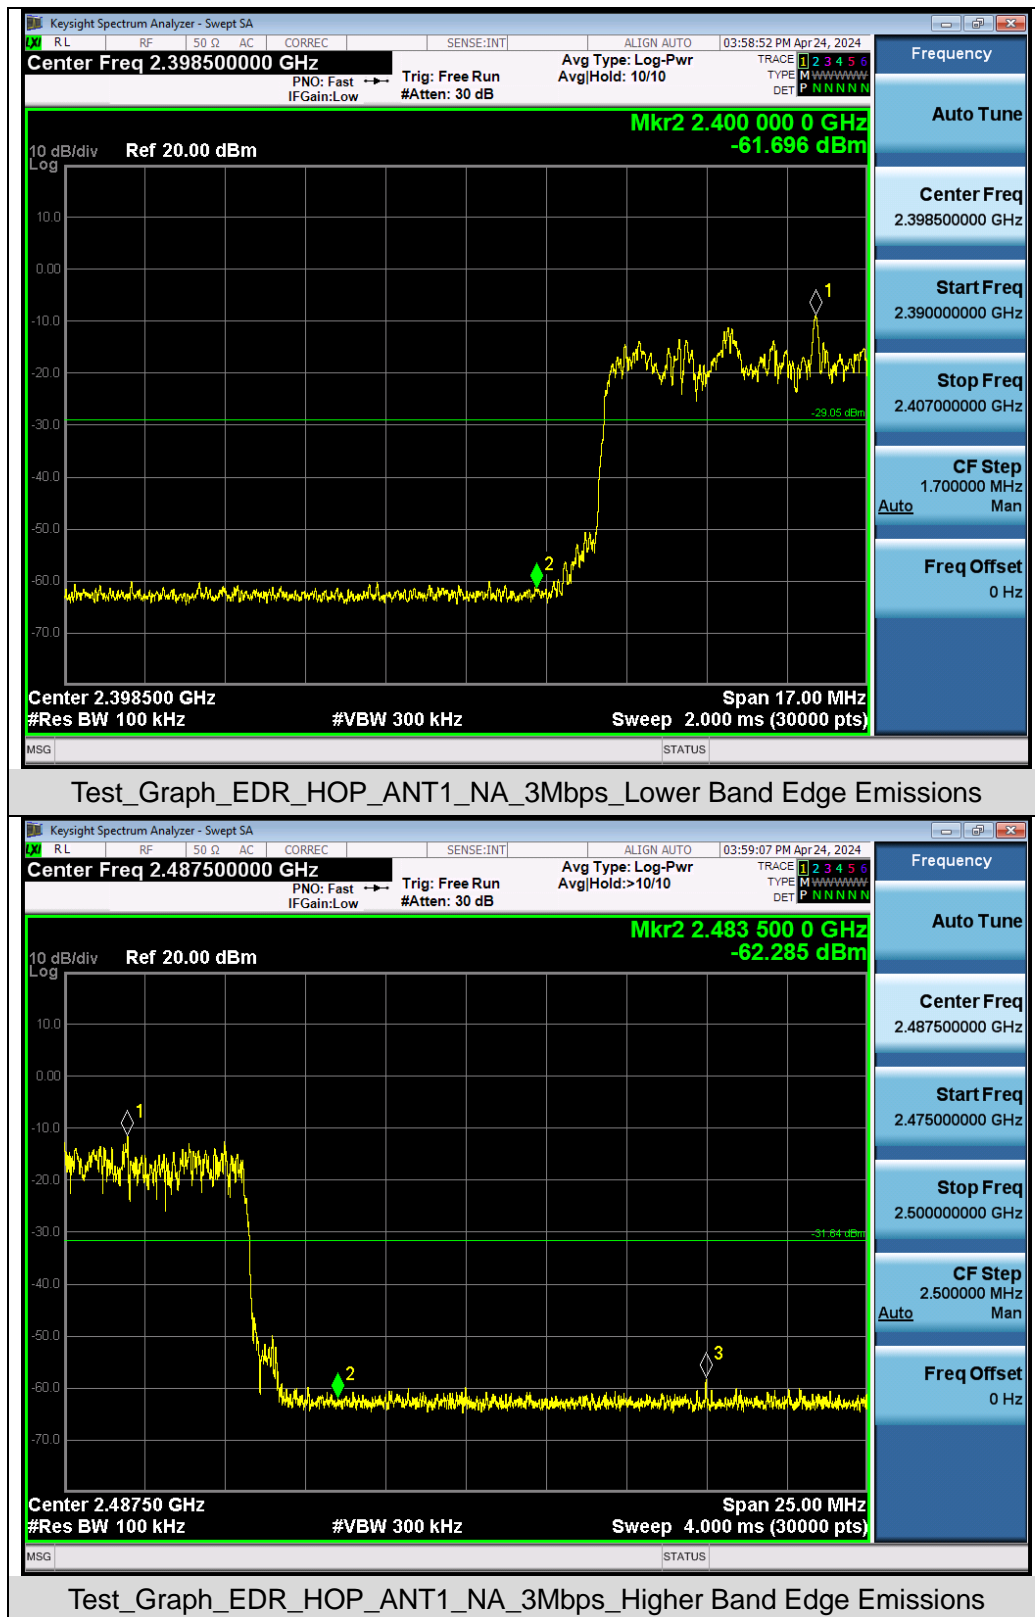 Keysight Spectrum Analyzer - Swept SA
LXI RL RF 50 Ω AC CORREC SENSE:INT ALIGN AUTO 03:58:52 PM Apr 24, 2024
Center Freq 2.398500000 GHz
PNO: Fast
IFGain:Low
Trig: Free Run
#Atten: 30 dB
Avg Type: Log-Pwr
Avg|Hold: 10/10
TRACE 1 2 3 4 5 6
TYPE M W W W W W
DET P N N N N N
Frequency
Mkr2 2.400 000 0 GHz
-61.696 dBm
10 dB/div
Log
Ref 20.00 dBm
10.0
0.00
-10.0
-20.0
-30.0
-40.0
-50.0
-60.0
-70.0
1
-29.05 dBm
2
Center 2.398500 GHz
Span 17.00 MHz
#Res BW 100 kHz
#VBW 300 kHz
Sweep 2.000 ms (30000 pts)
MSG
STATUS
Auto Tune
Center Freq
2.398500000 GHz
Start Freq
2.390000000 GHz
Stop Freq
2.407000000 GHz
CF Step
1.700000 MHz
Auto Man
Freq Offset
0 Hz
Test_Graph_EDR_HOP_ANT1_NA_3Mbps_Lower Band Edge Emissions
Keysight Spectrum Analyzer - Swept SA
LXI RL RF 50 Ω AC CORREC SENSE:INT ALIGN AUTO 03:59:07 PM Apr 24, 2024
Center Freq 2.487500000 GHz
PNO: Fast
IFGain:Low
Trig: Free Run
#Atten: 30 dB
Avg Type: Log-Pwr
Avg|Hold:>10/10
TRACE 1 2 3 4 5 6
TYPE M W W W W W
DET P N N N N N
Frequency
Mkr2 2.483 500 0 GHz
-62.285 dBm
10 dB/div
Log
Ref 20.00 dBm
10.0
0.00
-10.0
-20.0
-30.0
-40.0
-50.0
-60.0
-70.0
1
-31.64 dBm
2
3
Center 2.48750 GHz
Span 25.00 MHz
#Res BW 100 kHz
#VBW 300 kHz
Sweep 4.000 ms (30000 pts)
MSG
STATUS
Auto Tune
Center Freq
2.487500000 GHz
Start Freq
2.475000000 GHz
Stop Freq
2.500000000 GHz
CF Step
2.500000 MHz
Auto Man
Freq Offset
0 Hz
Test_Graph_EDR_HOP_ANT1_NA_3Mbps_Higher Band Edge Emissions